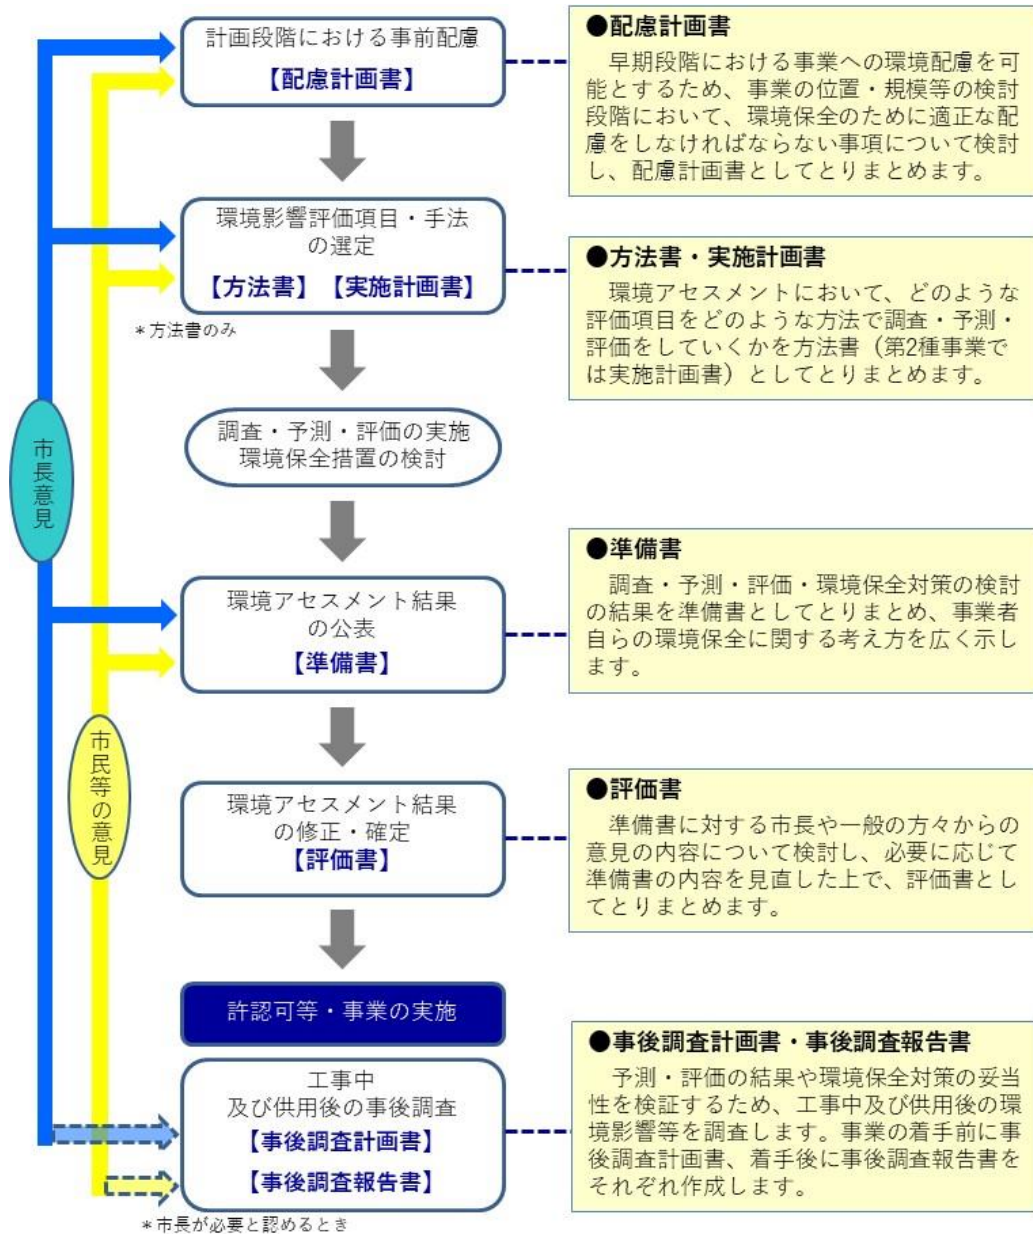 計画段階における事前配慮
【配慮計画書】
●配慮計画書
早期段階における事業への環境配慮を可
能とするため、事業の位置・規模等の検討
段階において、環境保全のために適正な配
慮をしなければならない事項について検討
し、配慮計画書としてとりまとめます。
環境影響評価項目・手法
の選定
【方法書】【実施計画書】
＊方法書のみ
●方法書・実施計画書
環境アセスメントにおいて、どのような
評価項目をどのような方法で調査・予測・
評価をしていくかを方法書（第2種事業で
は実施計画書）としてとりまとめます。
調査・予測・評価の実施
環境保全措置の検討
市長意見
環境アセスメント結果
の公表
【準備書】
●準備書
調査・予測・評価・環境保全対策の検討
の結果を準備書としてとりまとめ、事業者
自らの環境保全に関する考え方を広く示
します。
市民等の意見
環境アセスメント結果
の修正・確定
【評価書】
●評価書
準備書に対する市長や一般の方々からの
意見の内容について検討し、必要に応じて
準備書の内容を見直した上で、評価書とし
てとりまとめます。
許認可等・事業の実施
工事中
及び供用後の事後調査
【事後調査計画書】
【事後調査報告書】
＊市長が必要と認めるとき
●事後調査計画書・事後調査報告書
予測・評価の結果や環境保全対策の妥当
性を検証するため、工事中及び供用後の環
境影響等を調査します。事業の着手前に事
後調査計画書、着手後に事後調査報告書を
それぞれ作成します。